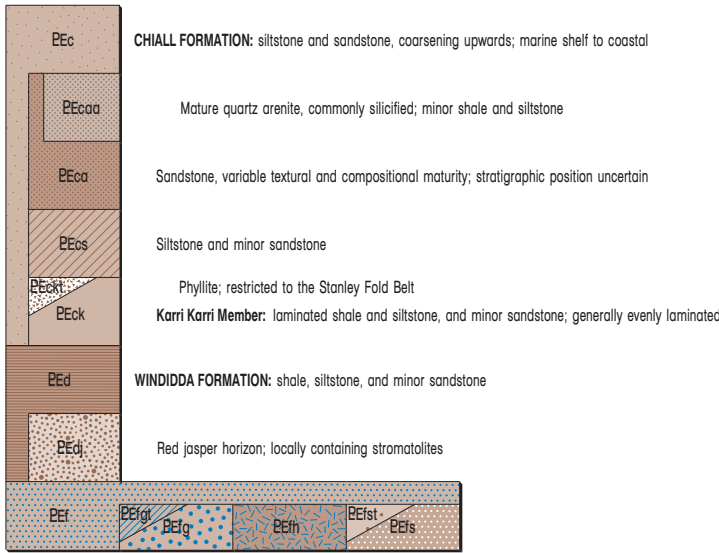 PEc CHIALL FORMATION: siltstone and sandstone, coarsening upwards; marine shelf to coastal
PEcaa Mature quartz arenite, commonly silicified; minor shale and siltstone
PEca Sandstone, variable textural and compositional maturity; stratigraphic position uncertain
PEcs Siltstone and minor sandstone
PEckt Phyllite; restricted to the Stanley Fold Belt
PEck Karri Karri Member: laminated shale and siltstone, and minor sandstone; generally evenly laminated
PEd WINDIDDA FORMATION: shale, siltstone, and minor sandstone
PEdj Red jasper horizon; locally containing stromatolites
PEf PEfgt PEfg PEfh PEfst PEfs